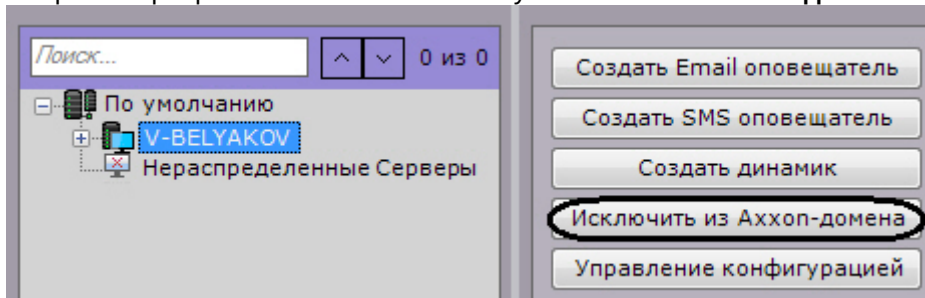 Поиск...
0 из 0
По умолчанию
V-BELYAKOV
Нераспределенные Серверы
Создать Email оповещатель
Создать SMS оповещатель
Создать динамик
Исключить из Axxon-домена
Управление конфигурацией